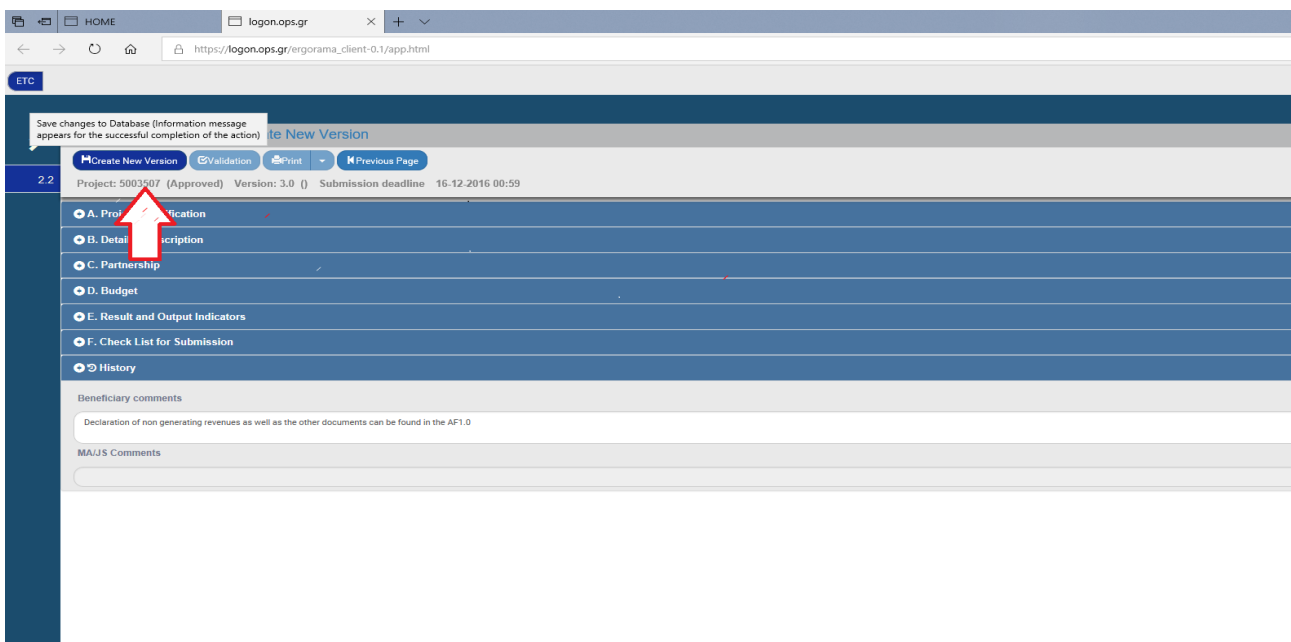 HOME
logon.ops.gr
https://logon.ops.gr/ergorama_client-0.1/app.html
ETC
Save changes to Database (Information message
appears for the successful completion of the action)
te New Version
Create New Version Validation Print Previous Page
2.2
Project: 5003507 (Approved) Version: 3.0 () Submission deadline 16-12-2016 00:59
A. Proj fication
B. Detail scription
C. Partnership
D. Budget
E. Result and Output Indicators
F. Check List for Submission
History
Beneficiary comments
Declaration of non generating revenues as well as the other documents can be found in the AF1.0
MA/JS Comments